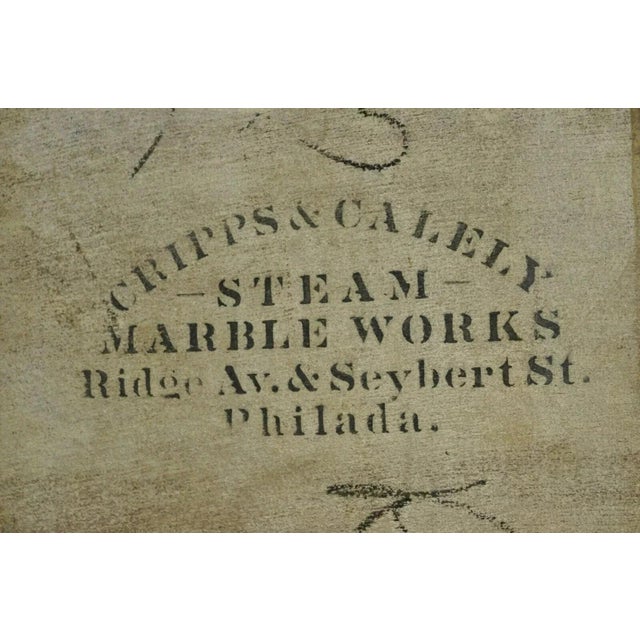 CRIPPS & CALELY
– STEAM –
MARBLE WORKS
Ridge Av. & Seybert St.
Philada.